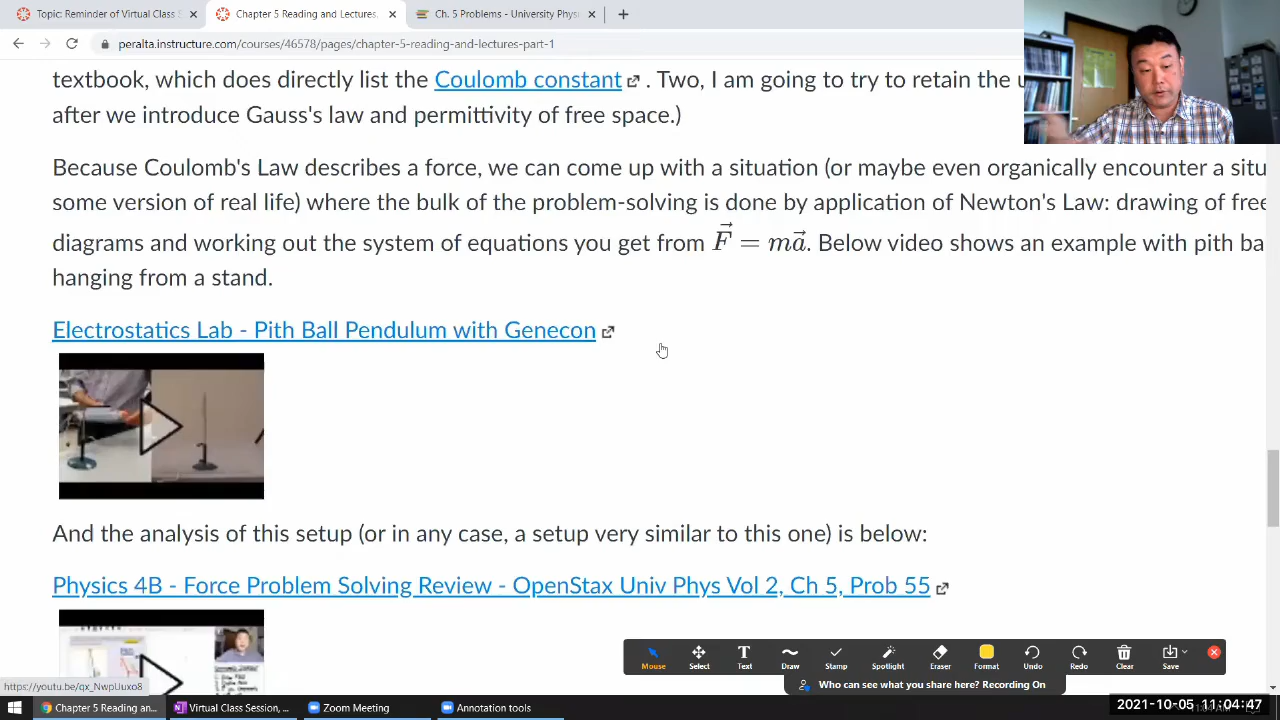 Topic: Reminder of Virtual Class S
Chapter 5 Reading and Lectures,
Ch. 5 Problems - University Phys
peralta.instructure.com/courses/46578/pages/chapter-5-reading-and-lectures-part-1
textbook, which does directly list the Coulomb constant . Two, I am going to try to retain the u
after we introduce Gauss's law and permittivity of free space.)
Because Coulomb's Law describes a force, we can come up with a situation (or maybe even organically encounter a situ
some version of real life) where the bulk of the problem-solving is done by application of Newton's Law: drawing of free
diagrams and working out the system of equations you get from F⃗ = ma⃗. Below video shows an example with pith ba
hanging from a stand.
Electrostatics Lab - Pith Ball Pendulum with Genecon
And the analysis of this setup (or in any case, a setup very similar to this one) is below:
Physics 4B - Force Problem Solving Review - OpenStax Univ Phys Vol 2, Ch 5, Prob 55
Mouse Select Text Draw Stamp Spotlight Eraser Format Undo Redo Clear Save
Who can see what you share here? Recording On
https://youtu.be/qx_NwpUuxo8
Chapter 5 Reading an... Virtual Class Session, ... Zoom Meeting Annotation tools
2021-10-05 11:04:47